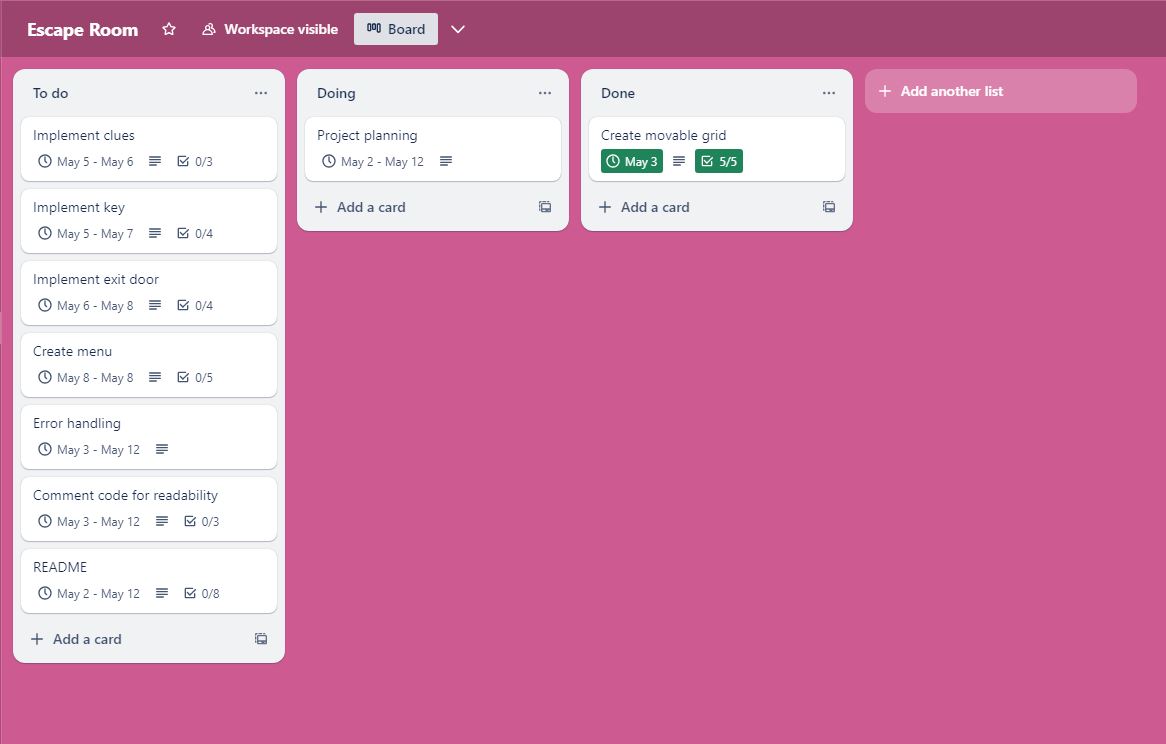 Escape Room Workspace visible Board
To do
Implement clues
May 5 - May 6 0/3
Implement key
May 5 - May 7 0/4
Implement exit door
May 6 - May 8 0/4
Create menu
May 8 - May 8 0/5
Error handling
May 3 - May 12
Comment code for readability
May 3 - May 12 0/3
README
May 2 - May 12 0/8
Add a card
Doing
Project planning
May 2 - May 12
Add a card
Done
Create movable grid
May 3 5/5
Add a card
Add another list